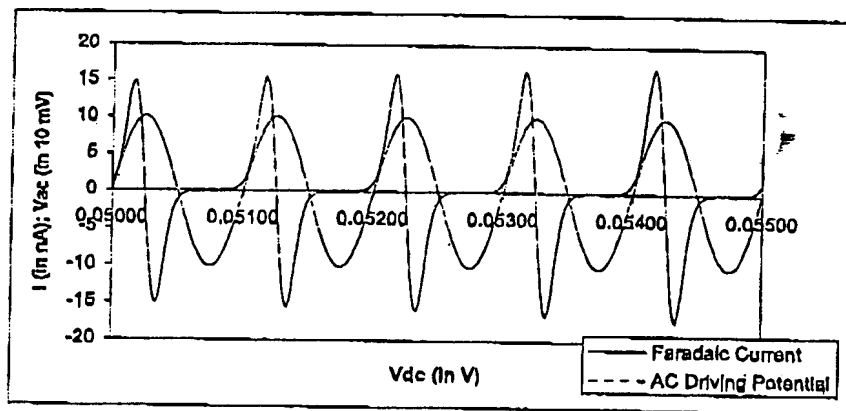 20
15
10
5
0
-5
-10
-15
-20
I (in nA); Vac (in 10 mV)
0.05000 0.05100 0.05200 0.05300 0.05400 0.05500
Vdc (in V)
Faradaic Current
AC Driving Potential